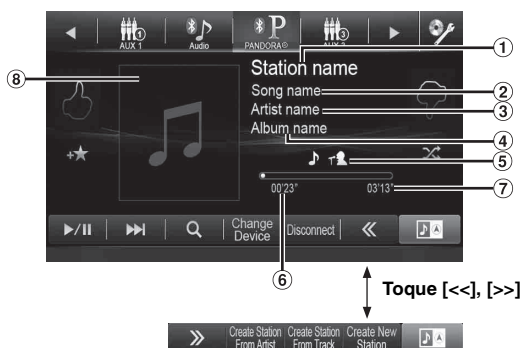 AUX 1
Audio
PANDORA®
AUX 3
Station name
Song name
Artist name
Album name
00'23"
03'13"
Change Device
Disconnect
Toque [<<], [>>]
Create Station From Artist
Create Station From Track
Create New Station
1
2
3
4
5
6
7
8